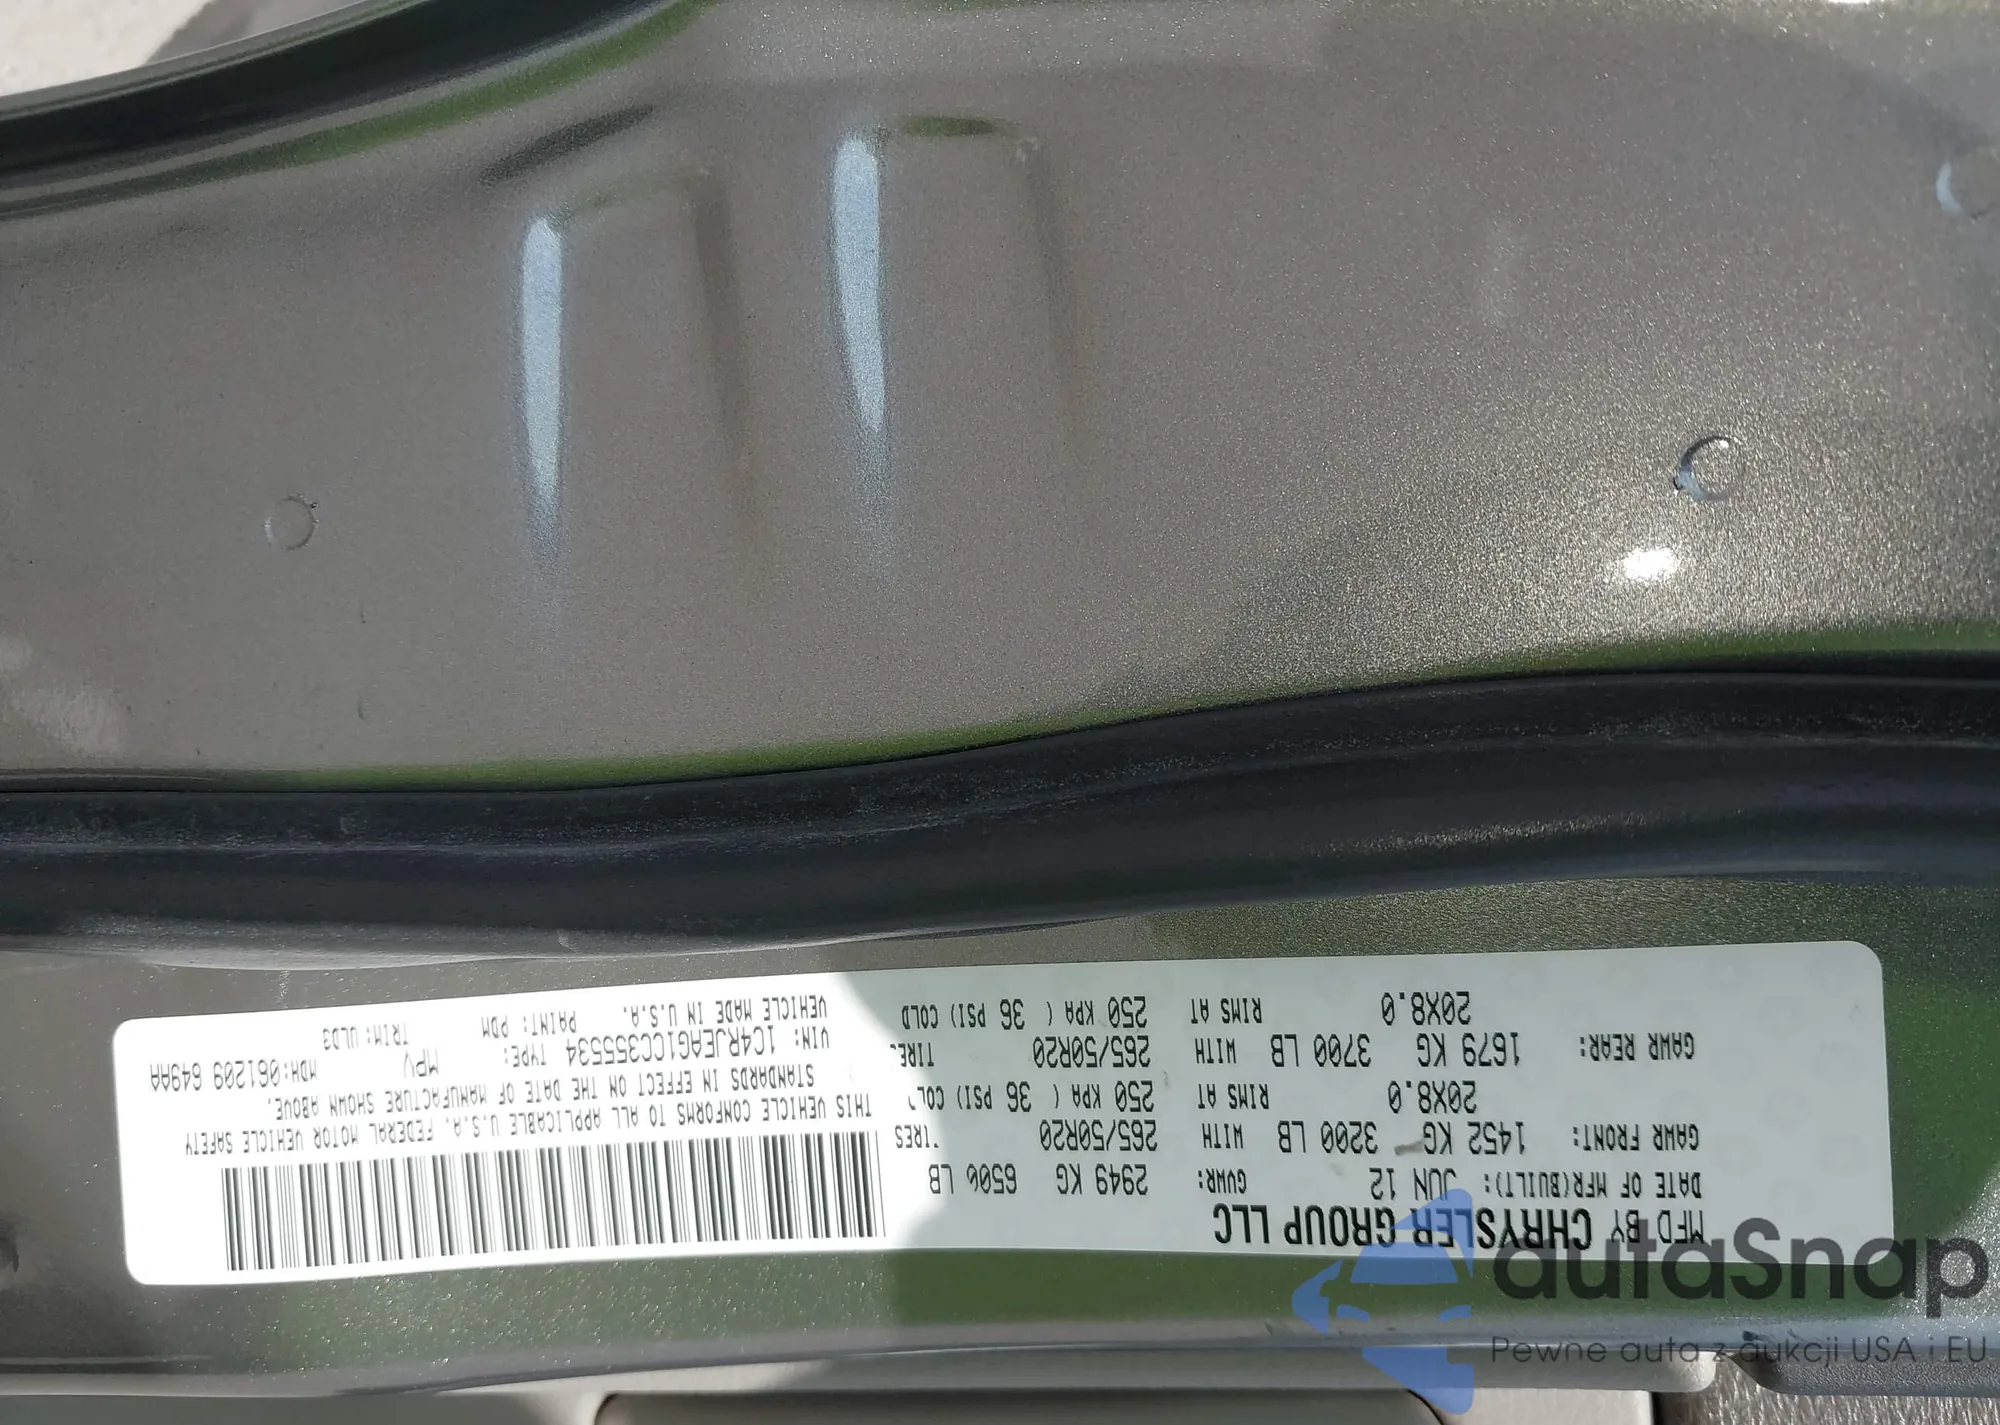 MFD BY CHRYSLER GROUP LLC
DATE OF MFR(BUILT): JUN 12 GVWR: 2949 KG 6500 LB
GAWR FRONT: 1452 KG 3200 LB WITH 265/50R20 TIRES
20X8.0 RIMS AT 250 KPA ( 36 PSI) COLD
GAWR REAR: 1679 KG 3700 LB WITH 265/50R20 TIRES
20X8.0 RIMS AT 250 KPA ( 36 PSI) COLD
THIS VEHICLE CONFORMS TO ALL APPLICABLE U.S.A. FEDERAL MOTOR VEHICLE SAFETY
STANDARDS IN EFFECT ON THE DATE OF MANUFACTURE SHOWN ABOVE.
VIN: 1C4RJEAG1CC355534 TYPE: MPV MDH:061209 649AA
VEHICLE MADE IN U.S.A. PAINT: PDM TRIM: ULD3
autaSnap
Pewne auta z aukcji USA i EU